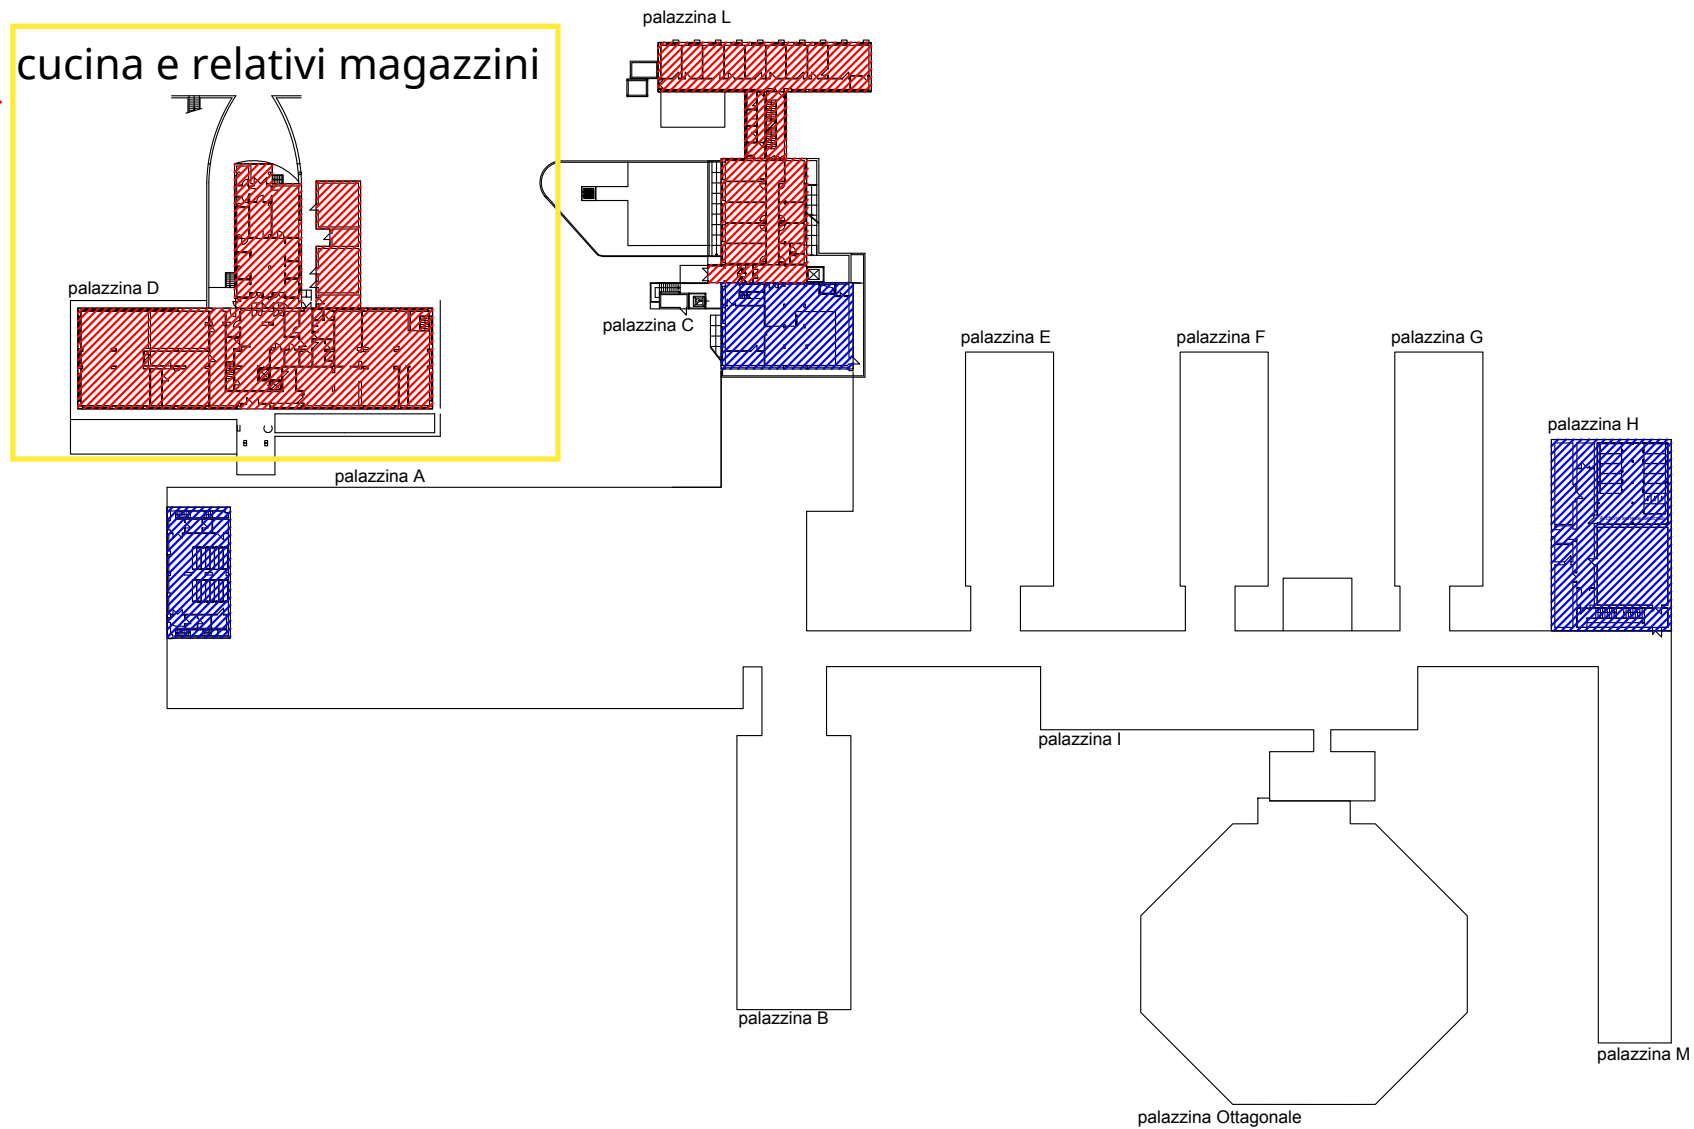 palazzina L
cucina e relativi magazzini
palazzina D
palazzina C
palazzina E
palazzina F
palazzina G
palazzina H
palazzina A
palazzina I
palazzina B
palazzina M
palazzina Ottagonale